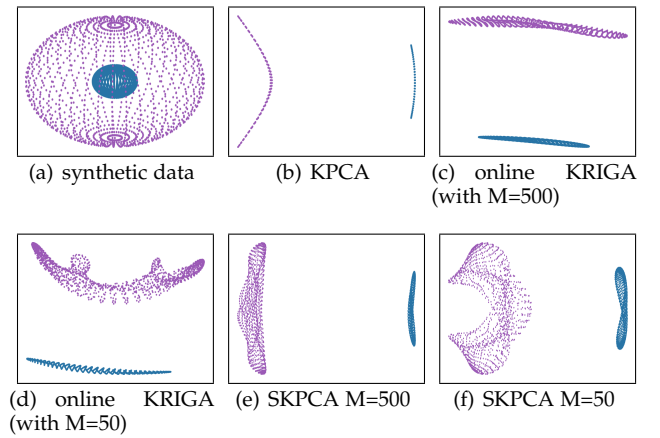 (a) synthetic data
(b) KPCA
(c) online KRIGA
(with M=500)
(d) online KRIGA
(with M=50)
(e) SKPCA M=500
(f) SKPCA M=50